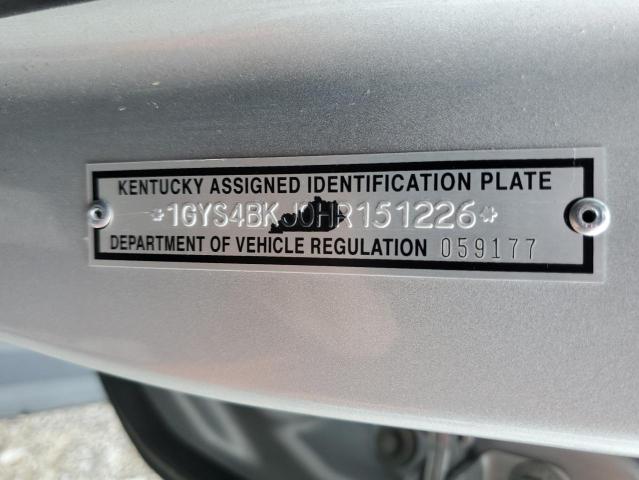 KENTUCKY ASSIGNED IDENTIFICATION PLATE
*1GYS4BKJ0HR151226*
DEPARTMENT OF VEHICLE REGULATION 059177